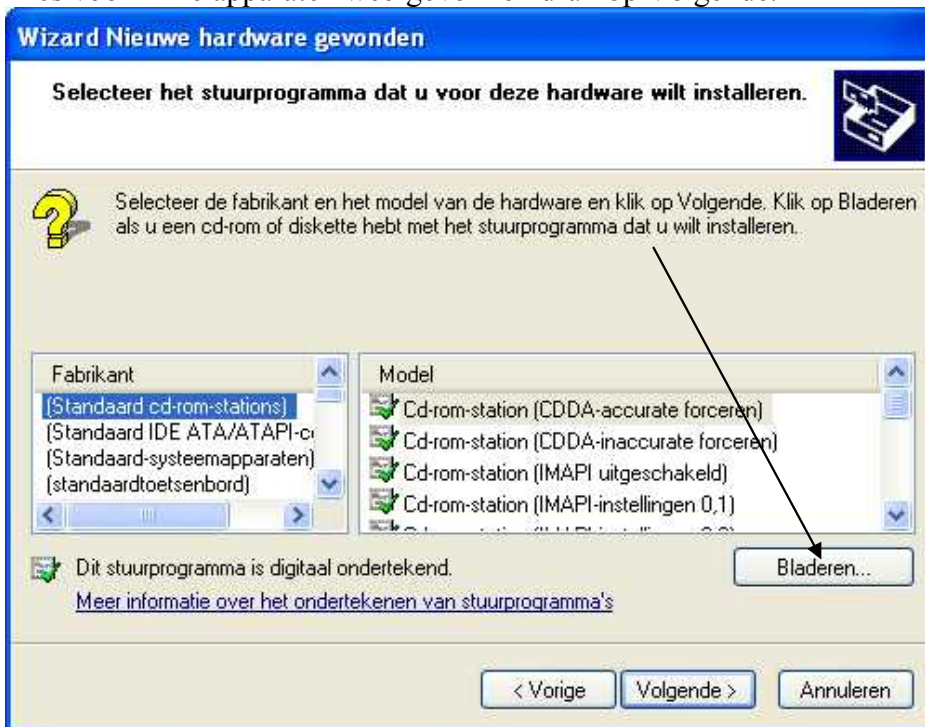 Wizard Nieuwe hardware gevonden
Selecteer het stuurprogramma dat u voor deze hardware wilt installeren.
Selecteer de fabrikant en het model van de hardware en klik op Volgende. Klik op Bladeren
als u een cd-rom of diskette hebt met het stuurprogramma dat u wilt installeren.
Fabrikant
(Standaard cd-rom-stations)
(Standaard IDE ATA/ATAPI-c
(Standaard-systeemapparaten)
(standaardtoetsenbord)
Model
Cd-rom-station (CDDA-accurate forceren)
Cd-rom-station (CDDA-inaccurate forceren)
Cd-rom-station (IMAPI uitgeschakeld)
Cd-rom-station (IMAPI-instellingen 0,1)
Dit stuurprogramma is digitaal ondertekend.
Meer informatie over het ondertekenen van stuurprogramma's
Bladeren...
< Vorige
Volgende >
Annuleren